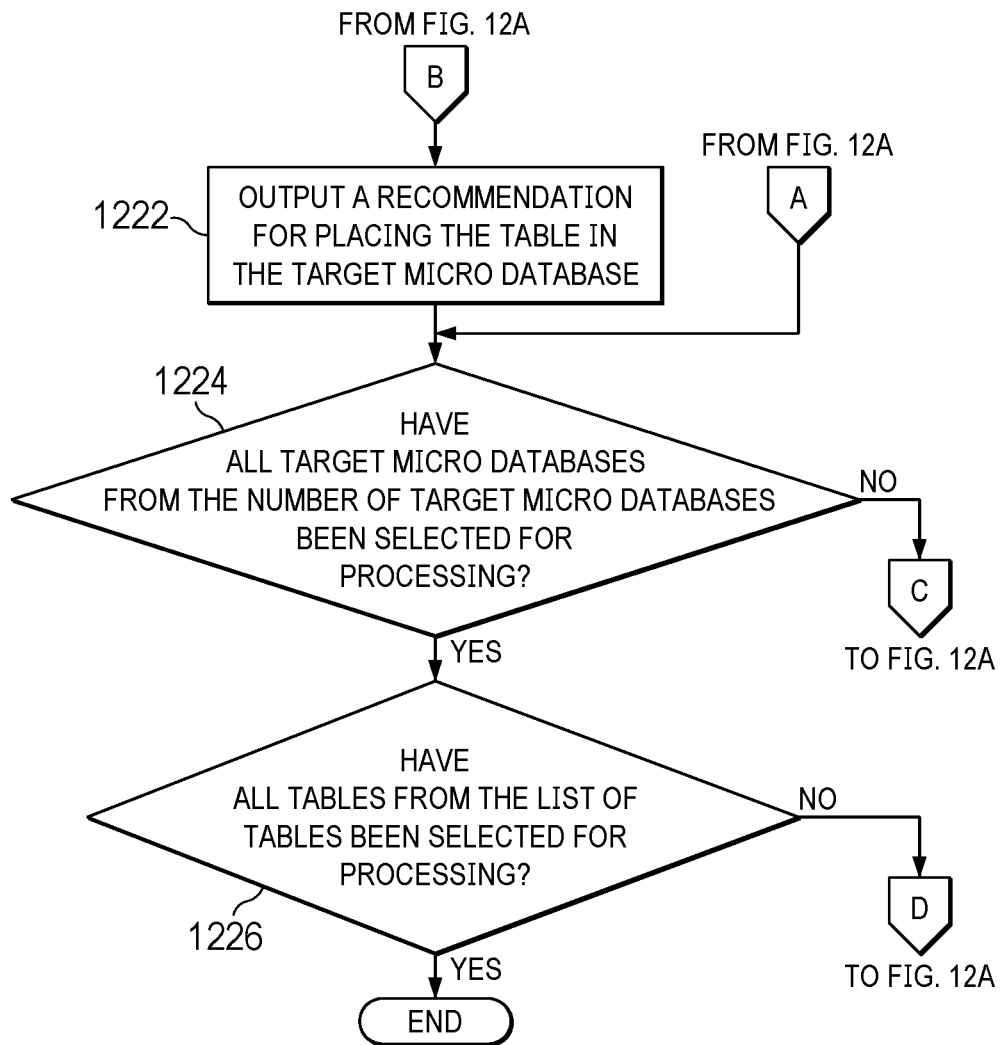 FROM FIG. 12A
B
FROM FIG. 12A
A
1222
OUTPUT A RECOMMENDATION
FOR PLACING THE TABLE IN
THE TARGET MICRO DATABASE
1224
HAVE
ALL TARGET MICRO DATABASES
FROM THE NUMBER OF TARGET MICRO DATABASES
BEEN SELECTED FOR
PROCESSING?
NO
C
TO FIG. 12A
YES
HAVE
ALL TABLES FROM THE LIST OF
TABLES BEEN SELECTED FOR
PROCESSING?
NO
D
TO FIG. 12A
1226
YES
END